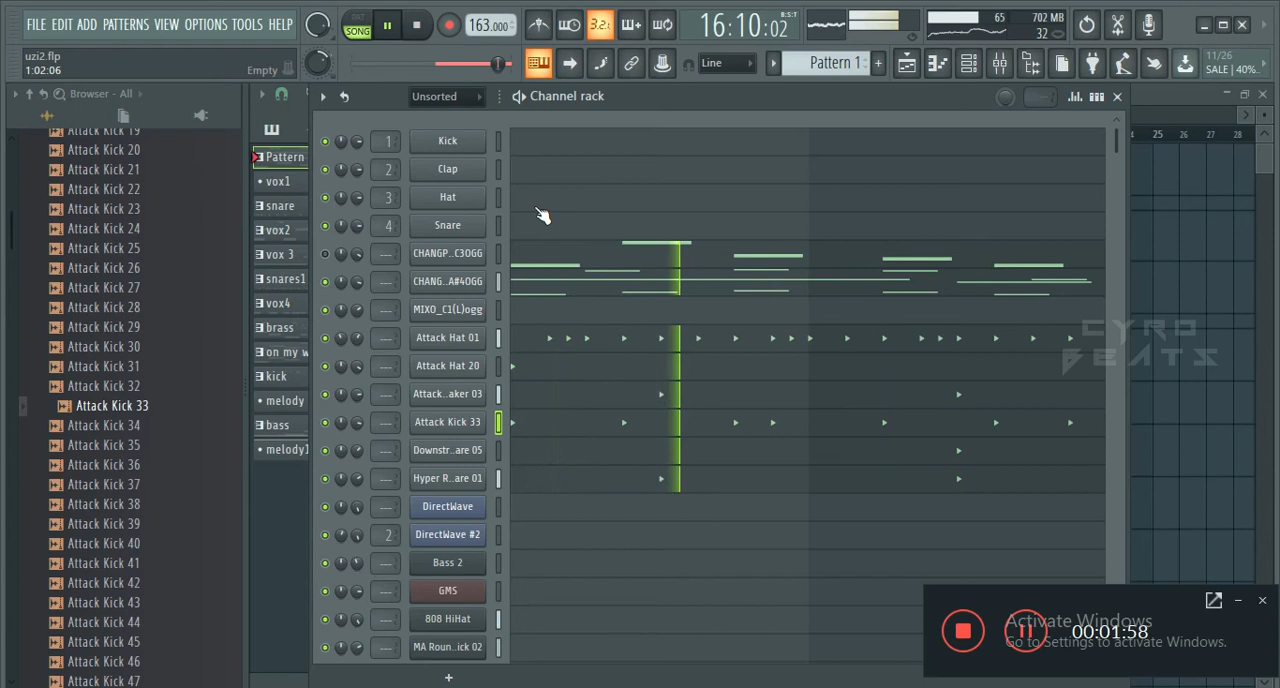 FILE EDIT ADD PATTERNS VIEW OPTIONS TOOLS HELP
PAT
SONG
163.000
3.2.
16:10:02
B:S:T
65
702 MB
32
uzi2.flp
1:02:06
Empty
Line
Pattern 1
+
11/26
SALE | 40%..
Browser - All
Unsorted
Channel rack
Attack Kick 19
Attack Kick 20
Attack Kick 21
Attack Kick 22
Attack Kick 23
Attack Kick 24
Attack Kick 25
Attack Kick 26
Attack Kick 27
Attack Kick 28
Attack Kick 29
Attack Kick 30
Attack Kick 31
Attack Kick 32
Attack Kick 33
Attack Kick 34
Attack Kick 35
Attack Kick 36
Attack Kick 37
Attack Kick 38
Attack Kick 39
Attack Kick 40
Attack Kick 41
Attack Kick 42
Attack Kick 43
Attack Kick 44
Attack Kick 45
Attack Kick 46
Attack Kick 47
Pattern
vox1
snare
vox2
vox 3
snares1
vox4
brass
on my w
kick
melody
bass
melody1
1 Kick
2 Clap
3 Hat
4 Snare
--- CHANGP..C3OGG
--- CHANG...A#4OGG
--- MIXO_C1(L)ogg
--- Attack Hat 01
--- Attack Hat 20
--- Attack..aker 03
--- Attack Kick 33
--- Downstr...are 05
--- Hyper R...are 01
--- DirectWave
2 DirectWave #2
--- Bass 2
--- GMS
--- 808 HiHat
--- MA Roun...ick 02
+
25 26 27 28
CYRO
BEATS
00:01:58
Activate Windows
Go to Settings to activate Windows.